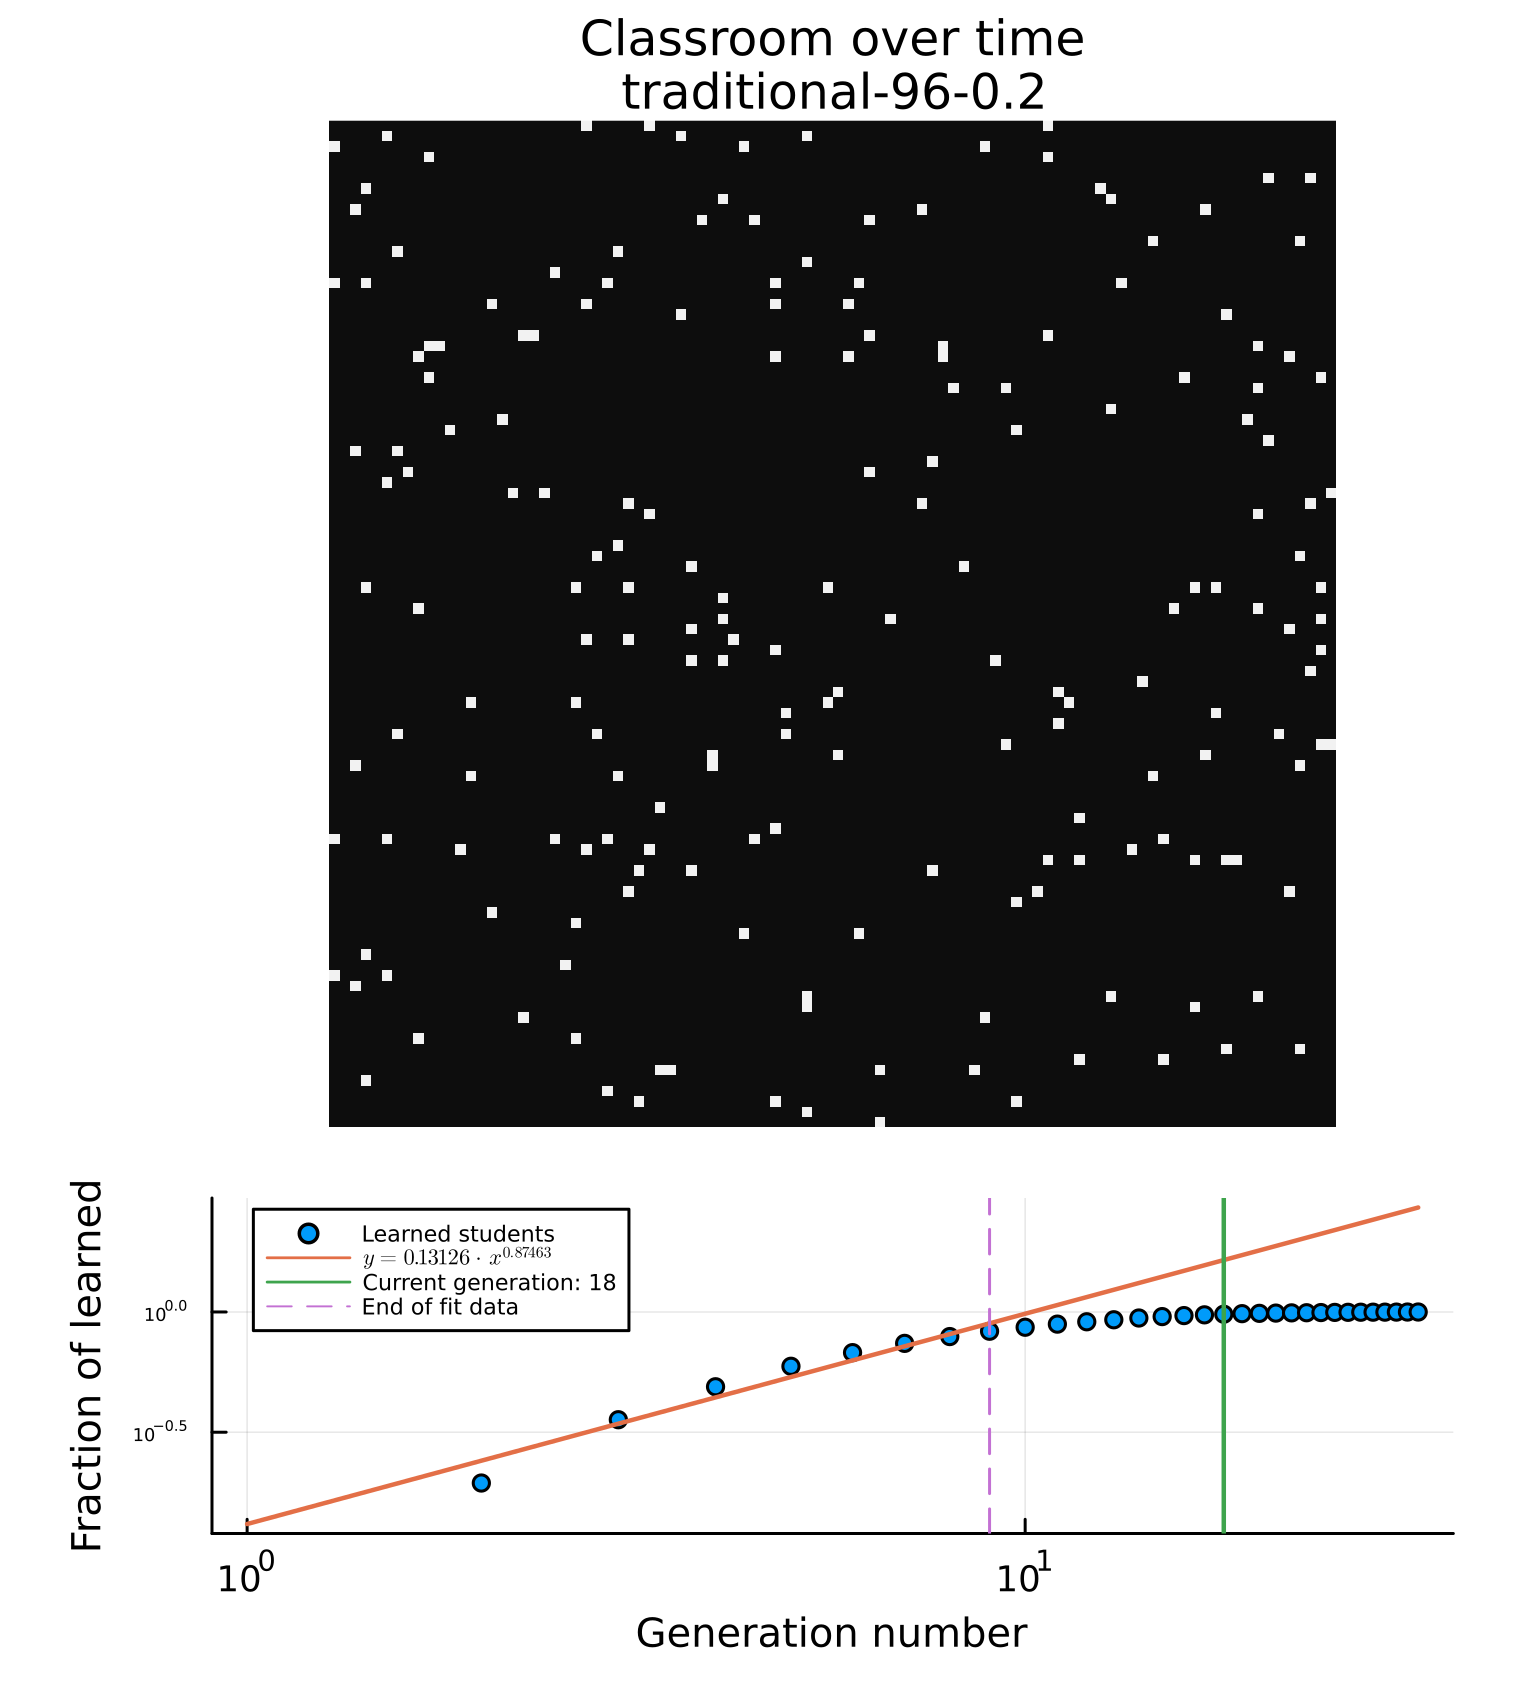 Classroom over time
traditional-96-0.2
Fraction of learned
Learned students
y = 0.13126 · x^0.87463
Current generation: 18
End of fit data
10^0.0
10^−0.5
10^0
10^1
Generation number